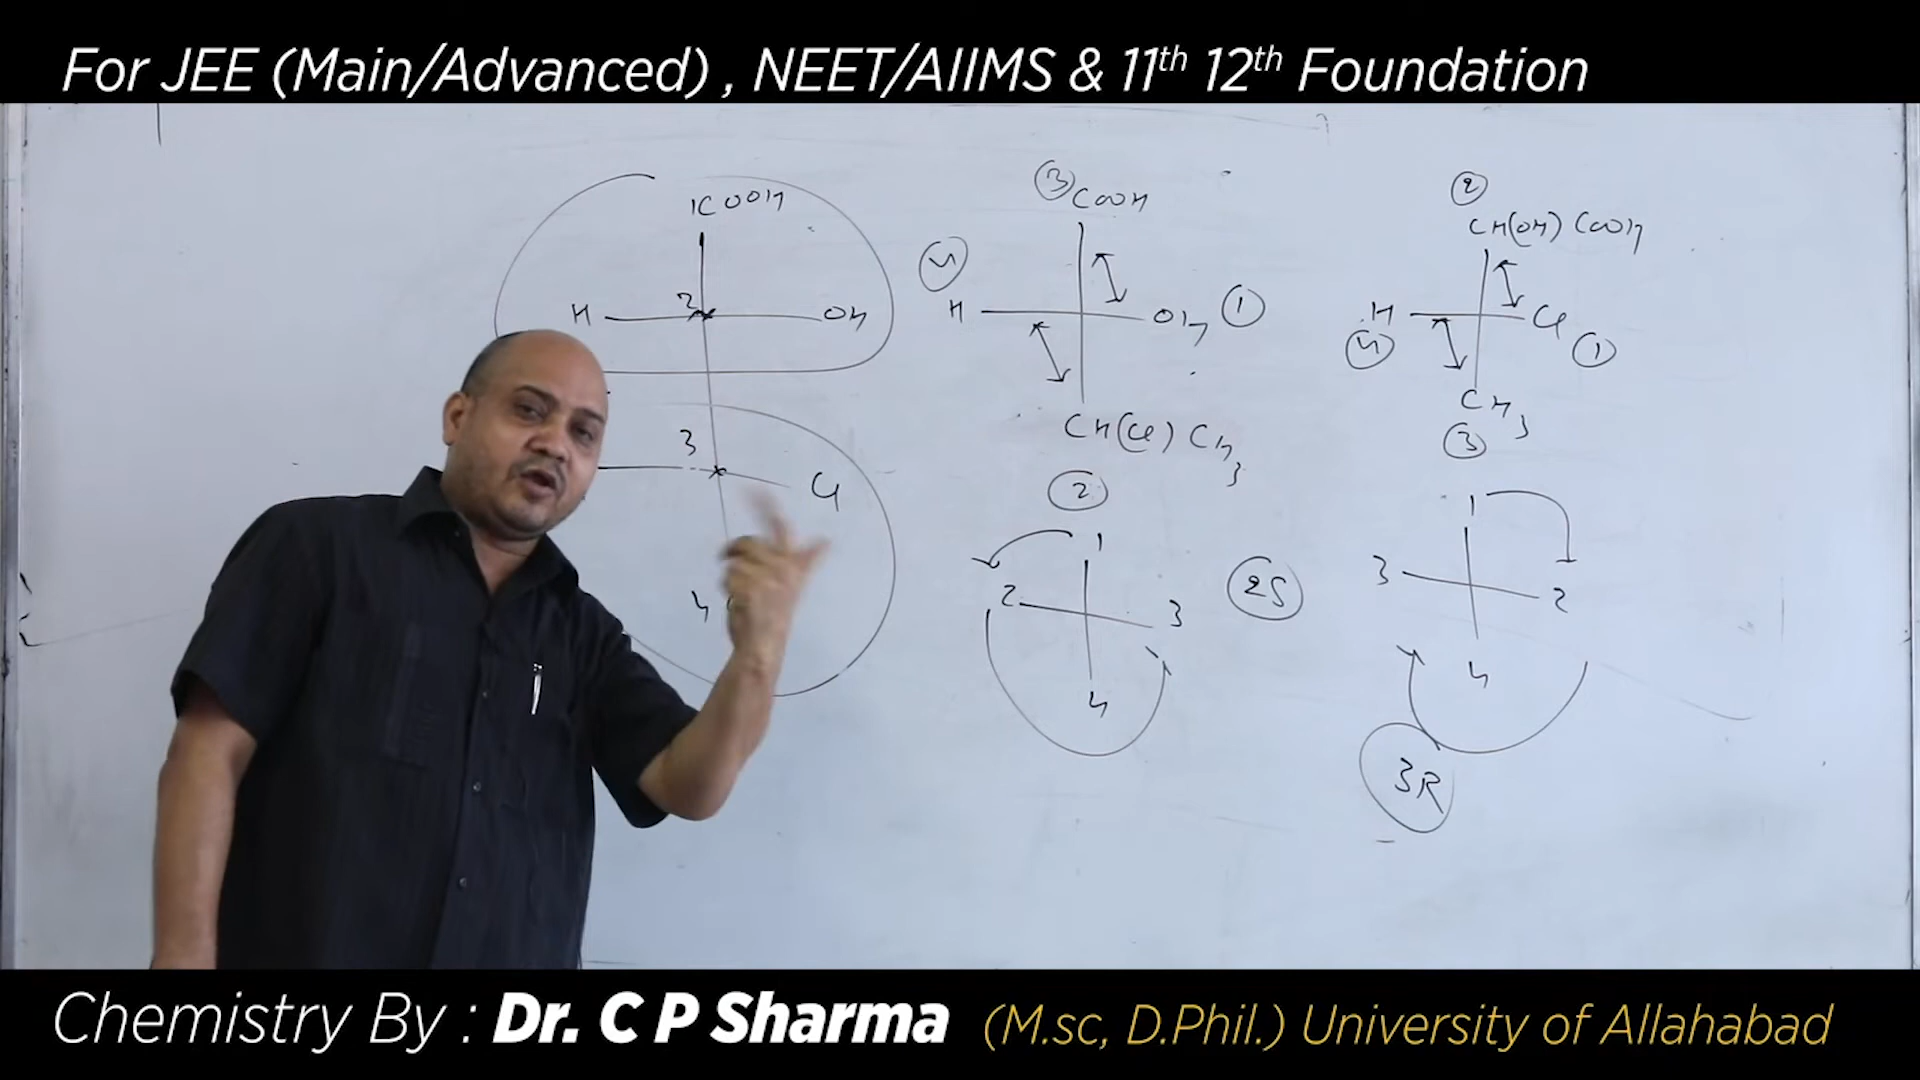 For JEE (Main/Advanced) , NEET/AIIMS & 11th 12th Foundation
1COOH
H 2 OH
3 Cl
4
3 COOH
4
H OH 1
CH(Cl) CH3
2
1
2 3
4
2S
2
CH(OH) COOH
H Cl
4 1
CH3
3
1
3 2
4
3R
Chemistry By : Dr. C P Sharma (M.sc, D.Phil.) University of Allahabad